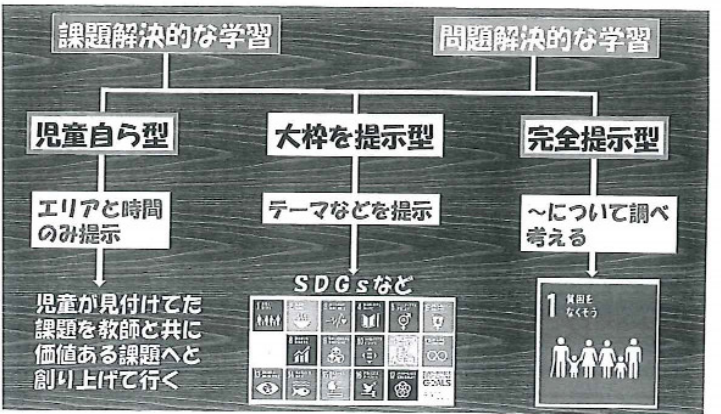 課題解決的な学習
問題解決的な学習
児童自ら型
大枠を提示型
完全提示型
エリアと時間
のみ提示
テーマなどを提示
～について調べ
考える
児童が見付けてた
課題を教師と共に
価値ある課題へと
創り上げて行く
SDGsなど
GOALS
1 貧困を
なくそう